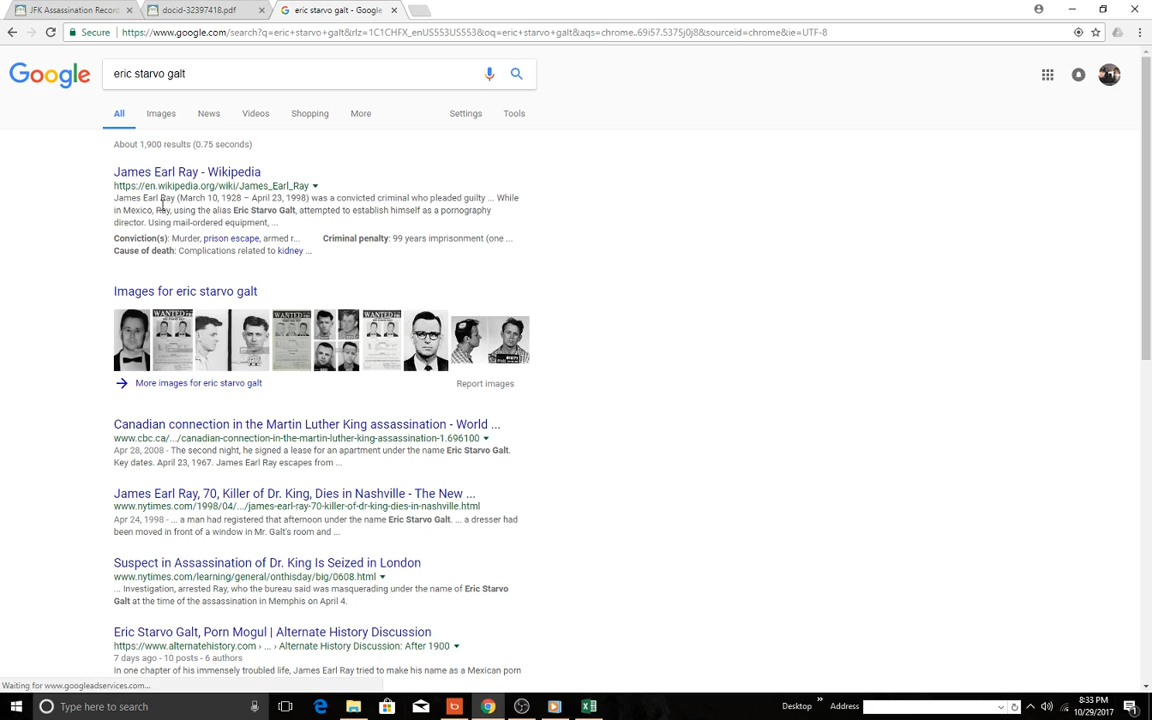 JFK Assassination Record
docid-32397418.pdf
eric starvo galt - Google
Secure
https://www.google.com/search?q=eric+starvo+galt&rlz=1C1CHFX_enUS553US553&oq=eric+starvo+galt&aqs=chrome..69i57.5375j0j8&sourceid=chrome&ie=UTF-8
Google
eric starvo galt
All Images News Videos Shopping More Settings Tools
About 1,900 results (0.75 seconds)
James Earl Ray - Wikipedia
https://en.wikipedia.org/wiki/James_Earl_Ray
James Earl Ray (March 10, 1928 – April 23, 1998) was a convicted criminal who pleaded guilty ... While
in Mexico, Ray, using the alias Eric Starvo Galt, attempted to establish himself as a pornography
director. Using mail-ordered equipment, ...
Conviction(s): Murder, prison escape, armed r... Criminal penalty: 99 years imprisonment (one ...
Cause of death: Complications related to kidney ...
Images for eric starvo galt
WANTED
WANTED
WANTED
More images for eric starvo galt
Report images
Canadian connection in the Martin Luther King assassination - World ...
www.cbc.ca/.../canadian-connection-in-the-martin-luther-king-assassination-1.696100
Apr 28, 2008 - The second night, he signed a lease for an apartment under the name Eric Starvo Galt.
Key dates. April 23, 1967. James Earl Ray escapes from ...
James Earl Ray, 70, Killer of Dr. King, Dies in Nashville - The New ...
www.nytimes.com/1998/04/.../james-earl-ray-70-killer-of-dr-king-dies-in-nashville.html
Apr 24, 1998 - ... a man had registered that afternoon under the name Eric Starvo Galt. ... a dresser had
been moved in front of a window in Mr. Galt's room and ...
Suspect in Assassination of Dr. King Is Seized in London
www.nytimes.com/learning/general/onthisday/big/0608.html
... Investigation, arrested Ray, who the bureau said was masquerading under the name of Eric Starvo
Galt at the time of the assassination in Memphis on April 4.
Eric Starvo Galt, Porn Mogul | Alternate History Discussion
https://www.alternatehistory.com › ... › Alternate History Discussion: After 1900
7 days ago - 10 posts - 6 authors
In one chapter of his immensely troubled life, James Earl Ray tried to make his name as a Mexican porn
Waiting for www.googleadservices.com...
Type here to search
Desktop
Address
8:33 PM
10/29/2017